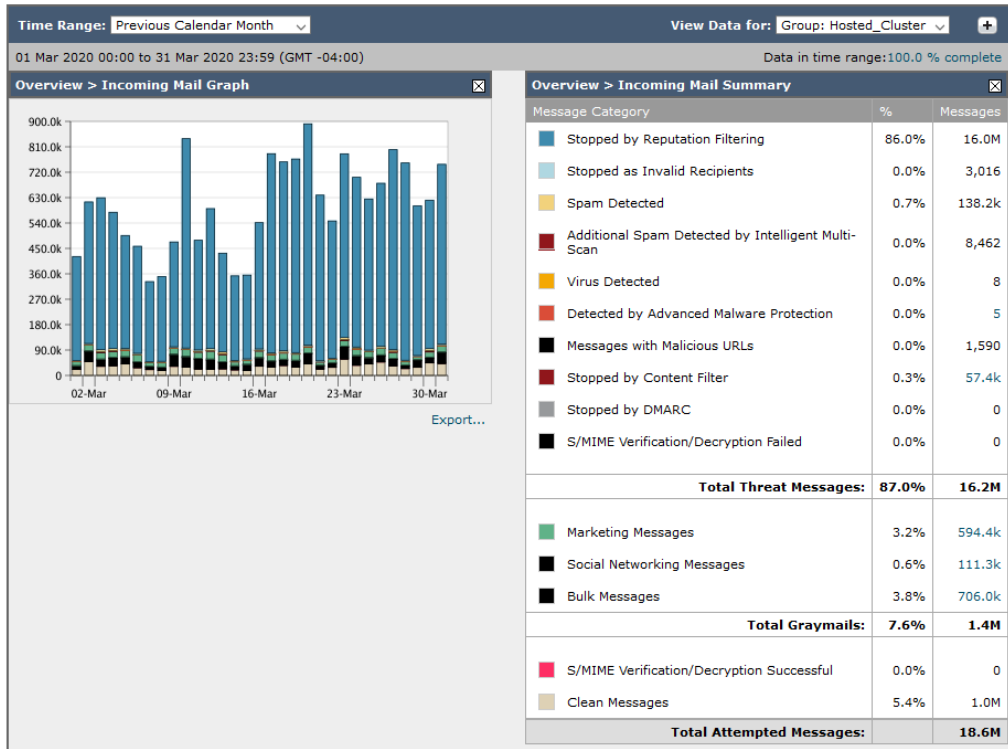 Time Range: Previous Calendar Month View Data for: Group: Hosted_Cluster
01 Mar 2020 00:00 to 31 Mar 2020 23:59 (GMT -04:00) Data in time range:100.0 % complete
Overview > Incoming Mail Graph
900.0k
810.0k
720.0k
630.0k
540.0k
450.0k
360.0k
270.0k
180.0k
90.0k
0
02-Mar 09-Mar 16-Mar 23-Mar 30-Mar
Export...
Overview > Incoming Mail Summary
Message Category % Messages
Stopped by Reputation Filtering 86.0% 16.0M
Stopped as Invalid Recipients 0.0% 3,016
Spam Detected 0.7% 138.2k
Additional Spam Detected by Intelligent Multi-
Scan 0.0% 8,462
Virus Detected 0.0% 8
Detected by Advanced Malware Protection 0.0% 5
Messages with Malicious URLs 0.0% 1,590
Stopped by Content Filter 0.3% 57.4k
Stopped by DMARC 0.0% 0
S/MIME Verification/Decryption Failed 0.0% 0
Total Threat Messages: 87.0% 16.2M
Marketing Messages 3.2% 594.4k
Social Networking Messages 0.6% 111.3k
Bulk Messages 3.8% 706.0k
Total Graymails: 7.6% 1.4M
S/MIME Verification/Decryption Successful 0.0% 0
Clean Messages 5.4% 1.0M
Total Attempted Messages: 18.6M